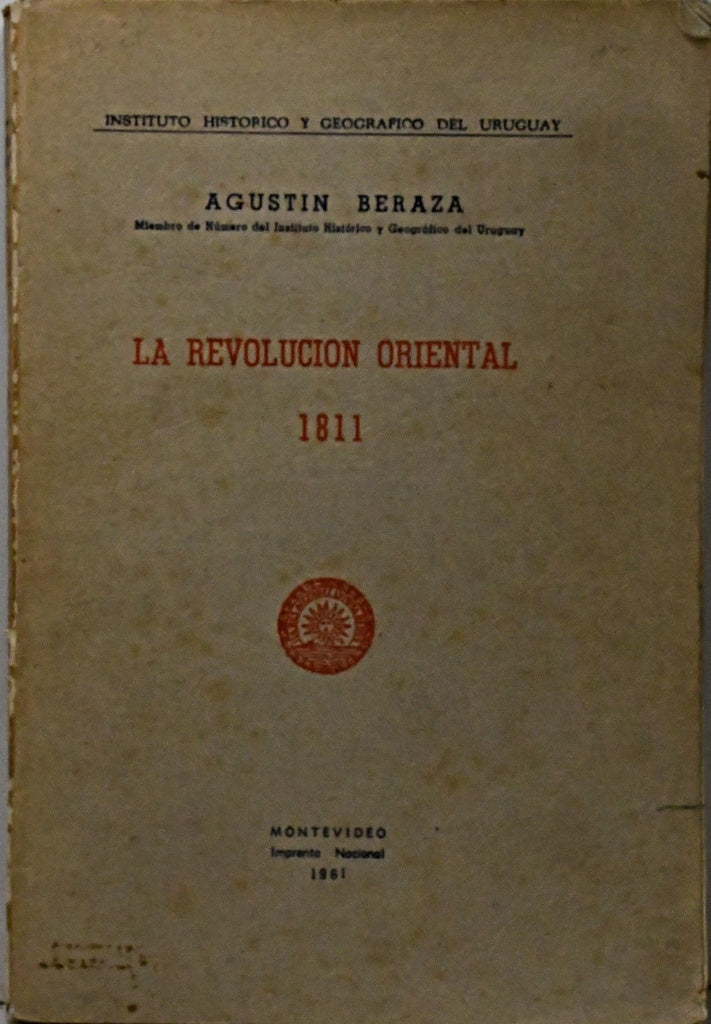 INSTITUTO HISTORICO Y GEOGRAFICO DEL URUGUAY
AGUSTIN BERAZA
Miembro de Número del Instituto Histórico y Geográfico del Uruguay
LA REVOLUCION ORIENTAL
1811
MONTEVIDEO
Imprenta Nacional
1961